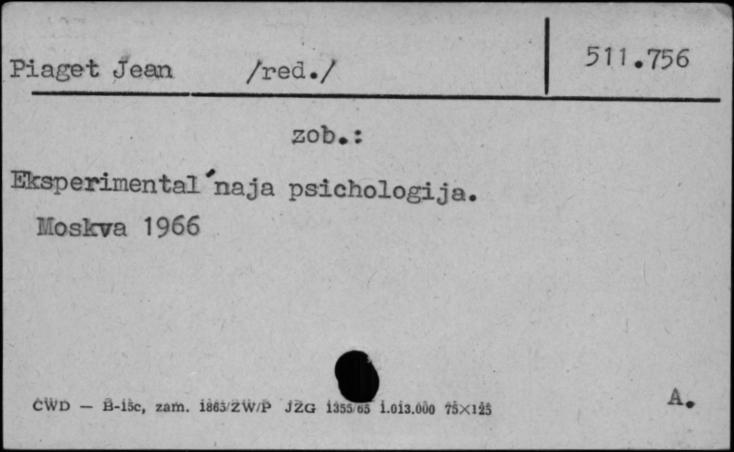 Piaget Jean /red./ 511.756
zob.:
Eksperimental'naja psichologija.
Moskva 1966
A.
CWD — B-15c, zam. 1865/ZW/P JZG 1355/65 1.013.000 75×125